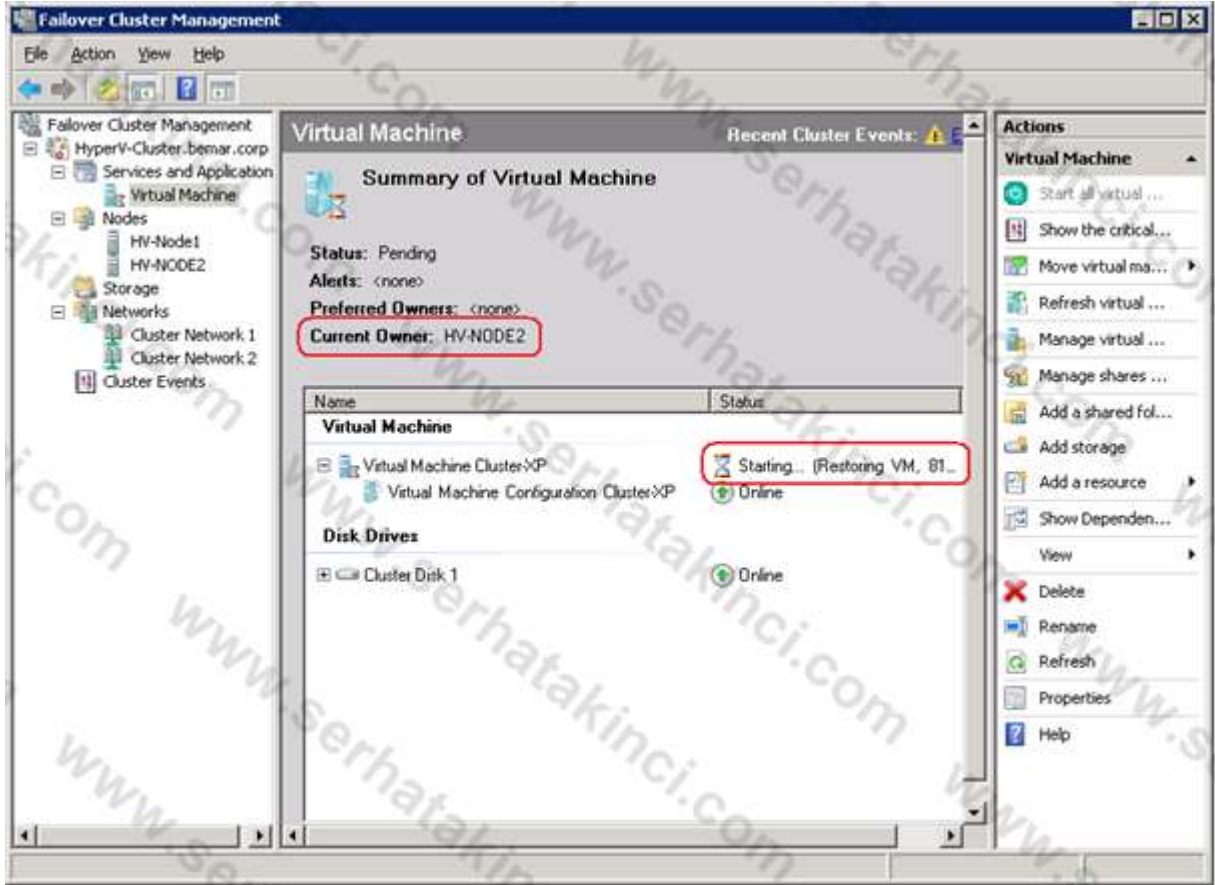 Failover Cluster Management
File Action View Help
Failover Cluster Management
HyperV-Cluster.bemar.corp
Services and Application
Virtual Machine
Nodes
HV-Node1
HV-NODE2
Storage
Networks
Cluster Network 1
Cluster Network 2
Cluster Events
Virtual Machine Recent Cluster Events:
Summary of Virtual Machine
Status: Pending
Alerts: <none>
Preferred Owners: <none>
Current Owner: HV-NODE2
Name Status
Virtual Machine
Virtual Machine Cluster-XP Starting... (Restoring VM, 81...
Virtual Machine Configuration Cluster-XP Online
Disk Drives
Cluster Disk 1 Online
Actions
Virtual Machine
Start all virtual ...
Show the critical...
Move virtual ma...
Refresh virtual ...
Manage virtual ...
Manage shares ...
Add a shared fol...
Add storage
Add a resource
Show Dependen...
View
Delete
Rename
Refresh
Properties
Help
www.serhatakinci.com